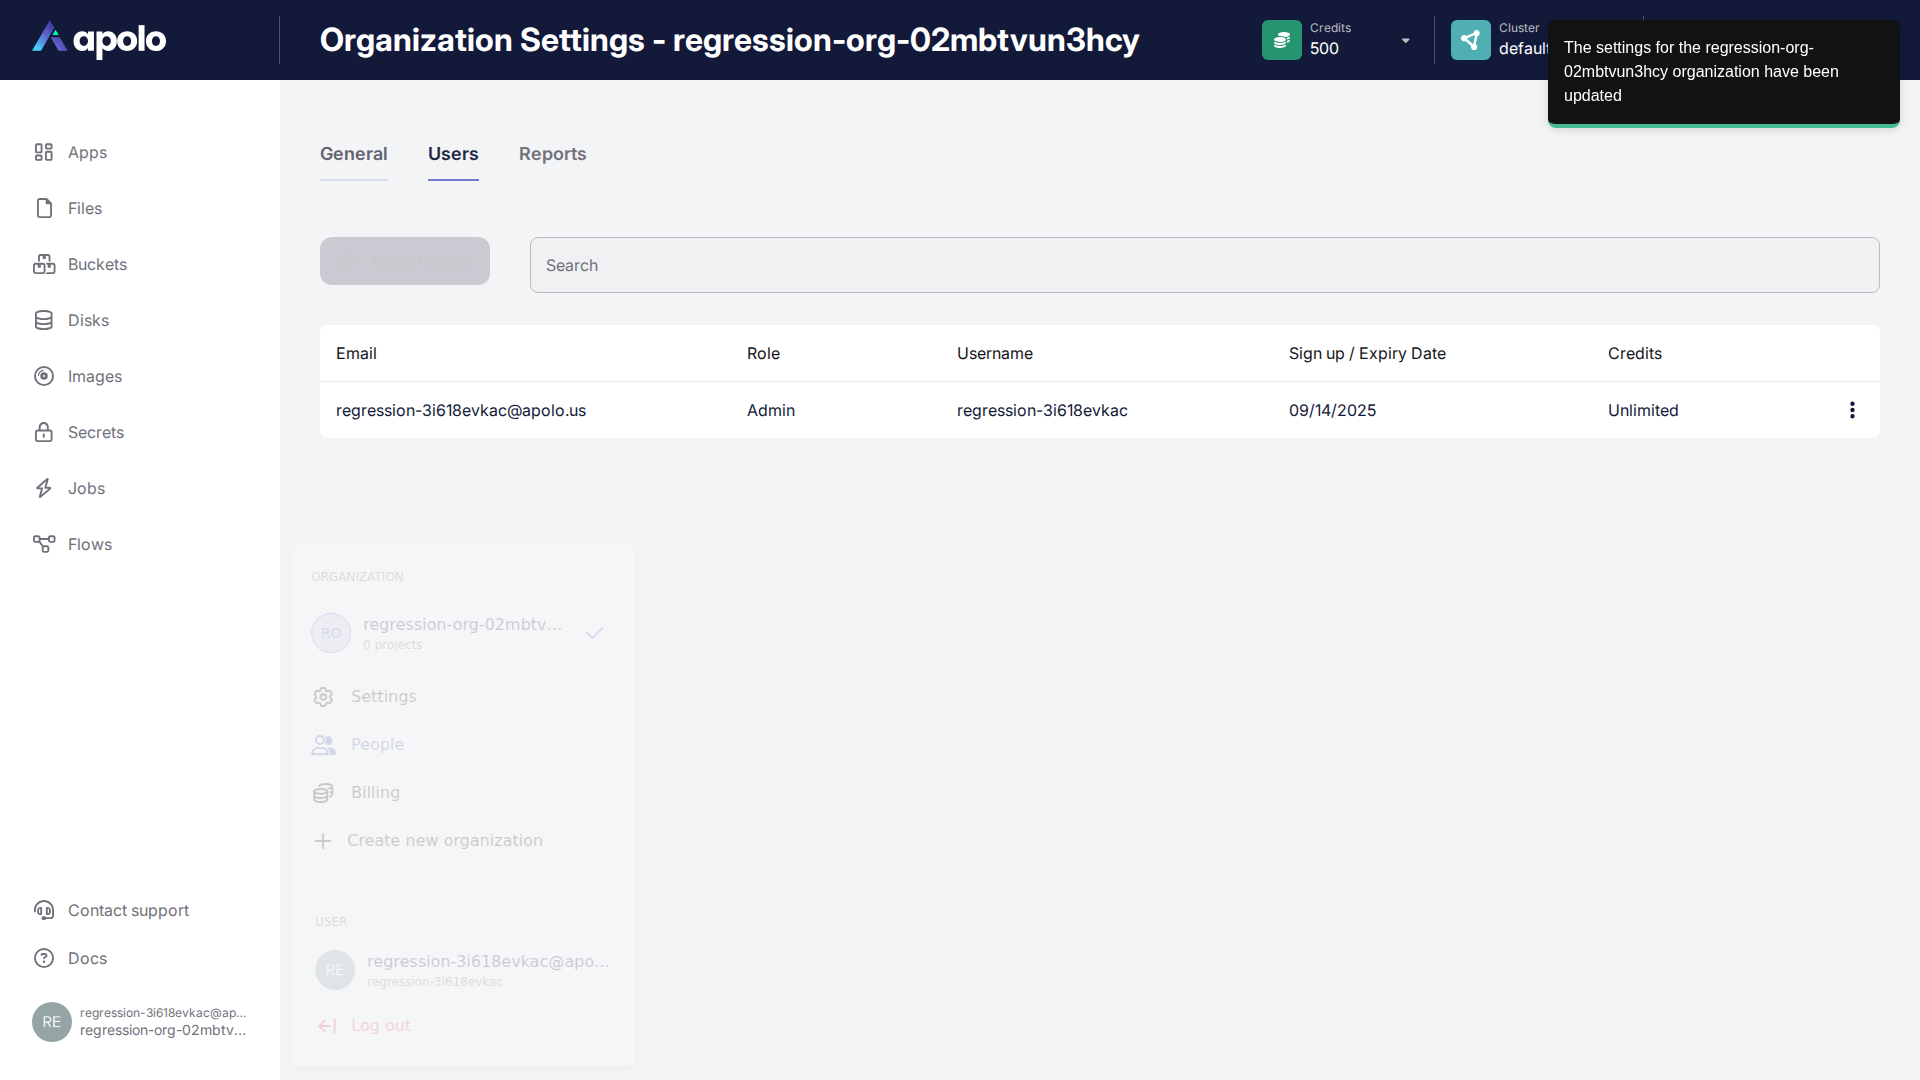 apolo
Organization Settings - regression-org-02mbtvun3hcy
Credits
500
Cluster
default
The settings for the regression-org-
02mbtvun3hcy organization have been
updated
Apps
Files
Buckets
Disks
Images
Secrets
Jobs
Flows
Contact support
Docs
RE
regression-3i618evkac@ap...
regression-org-02mbtv...
General
Users
Reports
Invite People
Search
Email
Role
Username
Sign up / Expiry Date
Credits
regression-3i618evkac@apolo.us
Admin
regression-3i618evkac
09/14/2025
Unlimited
ORGANIZATION
RO
regression-org-02mbtv...
0 projects
Settings
People
Billing
Create new organization
USER
RE
regression-3i618evkac@apo...
regression-3i618evkac
Log out